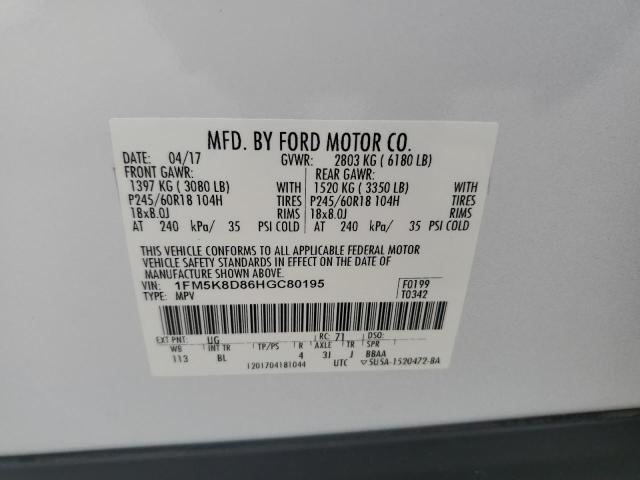 MFD. BY FORD MOTOR CO.
DATE: 04/17 GVWR: 2803 KG ( 6180 LB)
FRONT GAWR: REAR GAWR:
1397 KG ( 3080 LB) WITH 1520 KG ( 3350 LB) WITH
P245/60R18 104H TIRES P245/60R18 104H TIRES
18x8.0J RIMS 18x8.0J RIMS
AT 240 kPa/ 35 PSI COLD AT 240 kPa/ 35 PSI COLD
THIS VEHICLE CONFORMS TO ALL APPLICABLE FEDERAL MOTOR
VEHICLE SAFETY STANDARDS IN EFFECT ON THE DATE OF
MANUFACTURE SHOWN ABOVE.
VIN: 1FM5K8D86HGC80195 F0199
TYPE: MPV T0342
EXT PNT: UG RC: 71 DSO:
WB INT TR TP/PS R AXLE TR SPR
113 BL 4 3J J BBAA
1201704181044 UTC ▽5U5A-1520472-BA